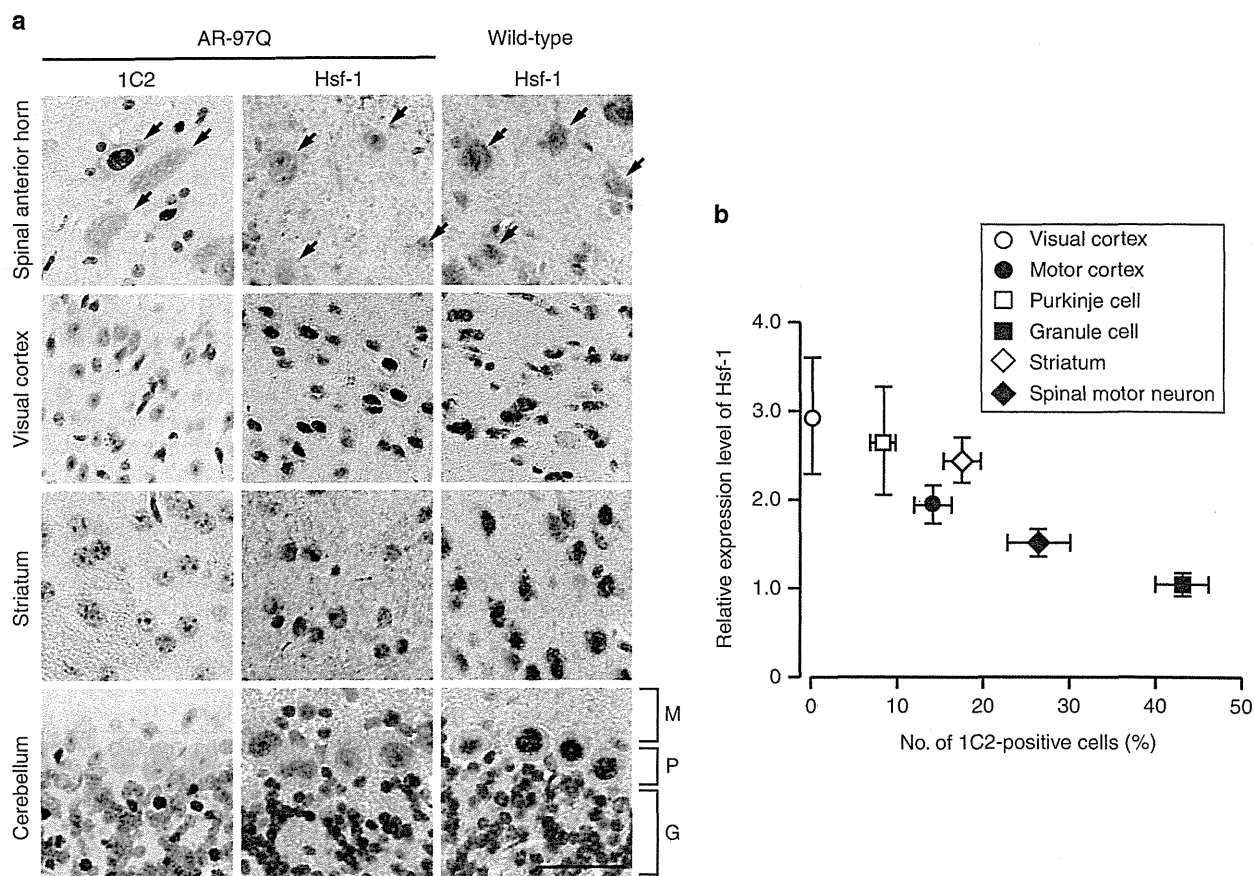 a
AR-97Q
Wild-type
1C2
Hsf-1
Hsf-1
Spinal anterior horn
Visual cortex
Striatum
Cerebellum
M
P
G
b
Visual cortex
Motor cortex
Purkinje cell
Granule cell
Striatum
Spinal motor neuron
Relative expression level of Hsf-1
4.0
3.0
2.0
1.0
0
0
10
20
30
40
50
No. of 1C2-positive cells (%)